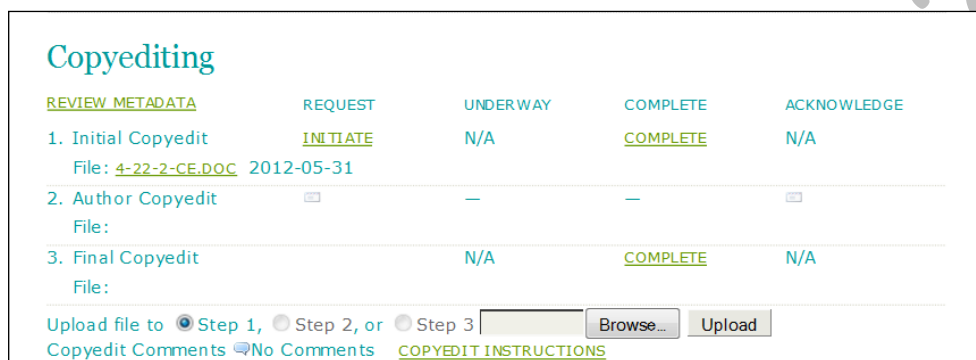 Copyediting
REVIEW METADATA REQUEST UNDERWAY COMPLETE ACKNOWLEDGE
1. Initial Copyedit INITIATE N/A COMPLETE N/A
File: 4-22-2-CE.DOC 2012-05-31
2. Author Copyedit — —
File:
3. Final Copyedit N/A COMPLETE N/A
File:
Upload file to Step 1, Step 2, or Step 3 Browse... Upload
Copyedit Comments No Comments COPYEDIT INSTRUCTIONS